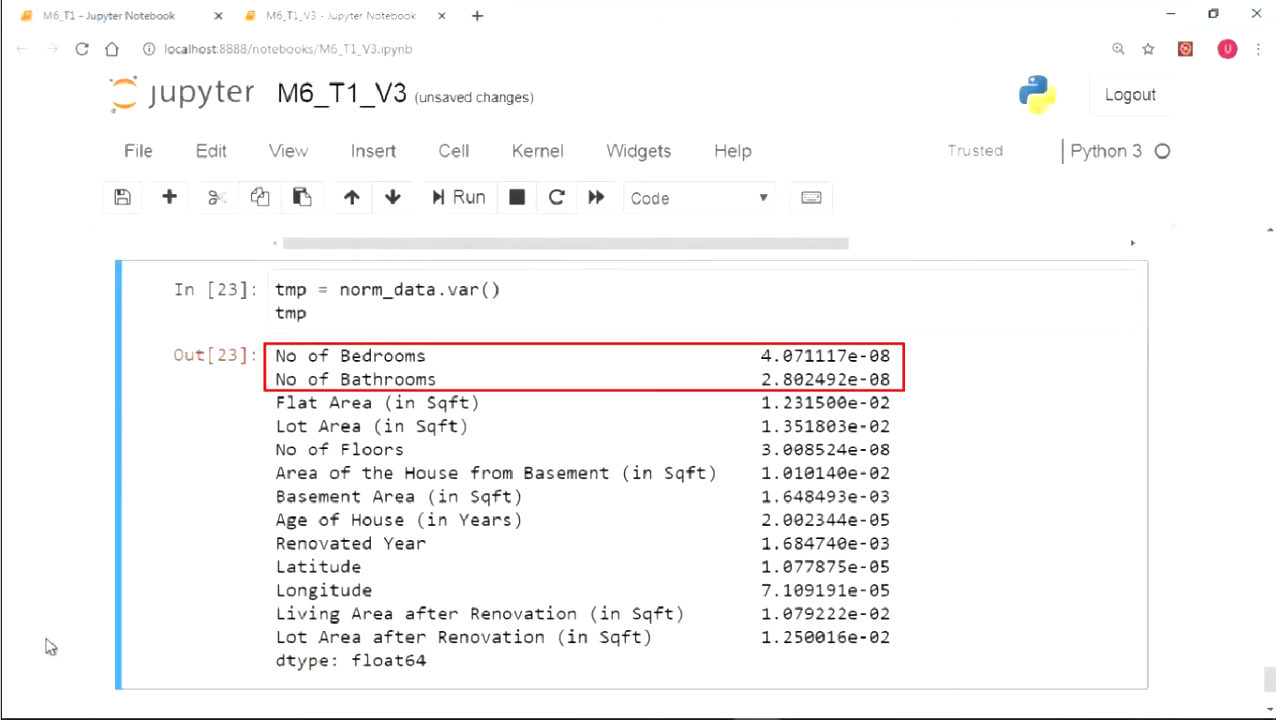 M6_T1 - Jupyter Notebook
M6_T1_V3 - Jupyter Notebook
localhost:8888/notebooks/M6_T1_V3.ipynb
U
jupyter M6_T1_V3 (unsaved changes)
Logout
File Edit View Insert Cell Kernel Widgets Help Trusted Python 3
Run Code
In [23]: tmp = norm_data.var()
tmp
Out[23]: No of Bedrooms 4.071117e-08
No of Bathrooms 2.802492e-08
Flat Area (in Sqft) 1.231500e-02
Lot Area (in Sqft) 1.351803e-02
No of Floors 3.008524e-08
Area of the House from Basement (in Sqft) 1.010140e-02
Basement Area (in Sqft) 1.648493e-03
Age of House (in Years) 2.002344e-05
Renovated Year 1.684740e-03
Latitude 1.077875e-05
Longitude 7.109191e-05
Living Area after Renovation (in Sqft) 1.079222e-02
Lot Area after Renovation (in Sqft) 1.250016e-02
dtype: float64